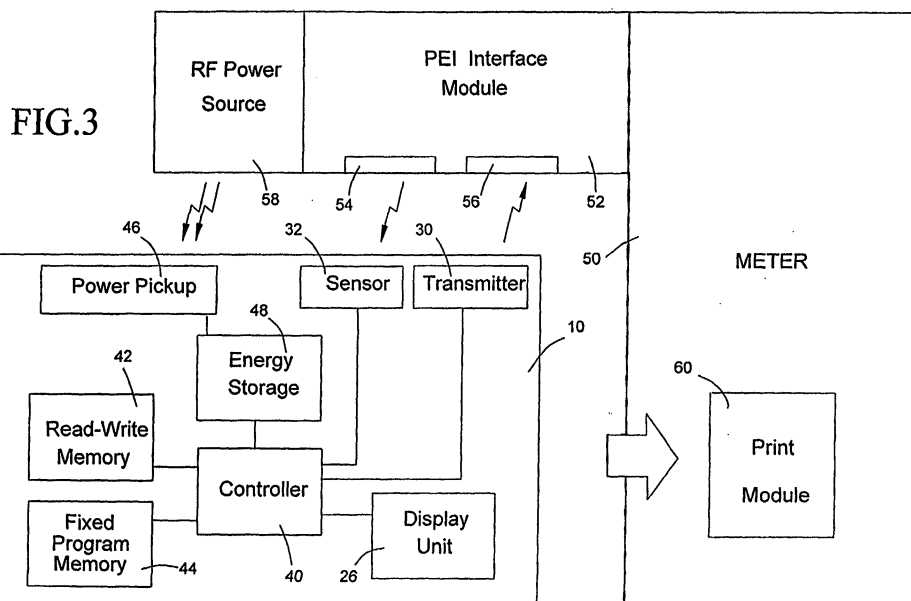 FIG.3
RF Power
Source
PEI Interface
Module
58
54
56
52
46
32
30
50
METER
Power Pickup
Sensor
Transmitter
48
10
42
Energy
Storage
60
Read-Write
Memory
Controller
Print
Module
Fixed
Program
Memory
44
40
Display
Unit
26